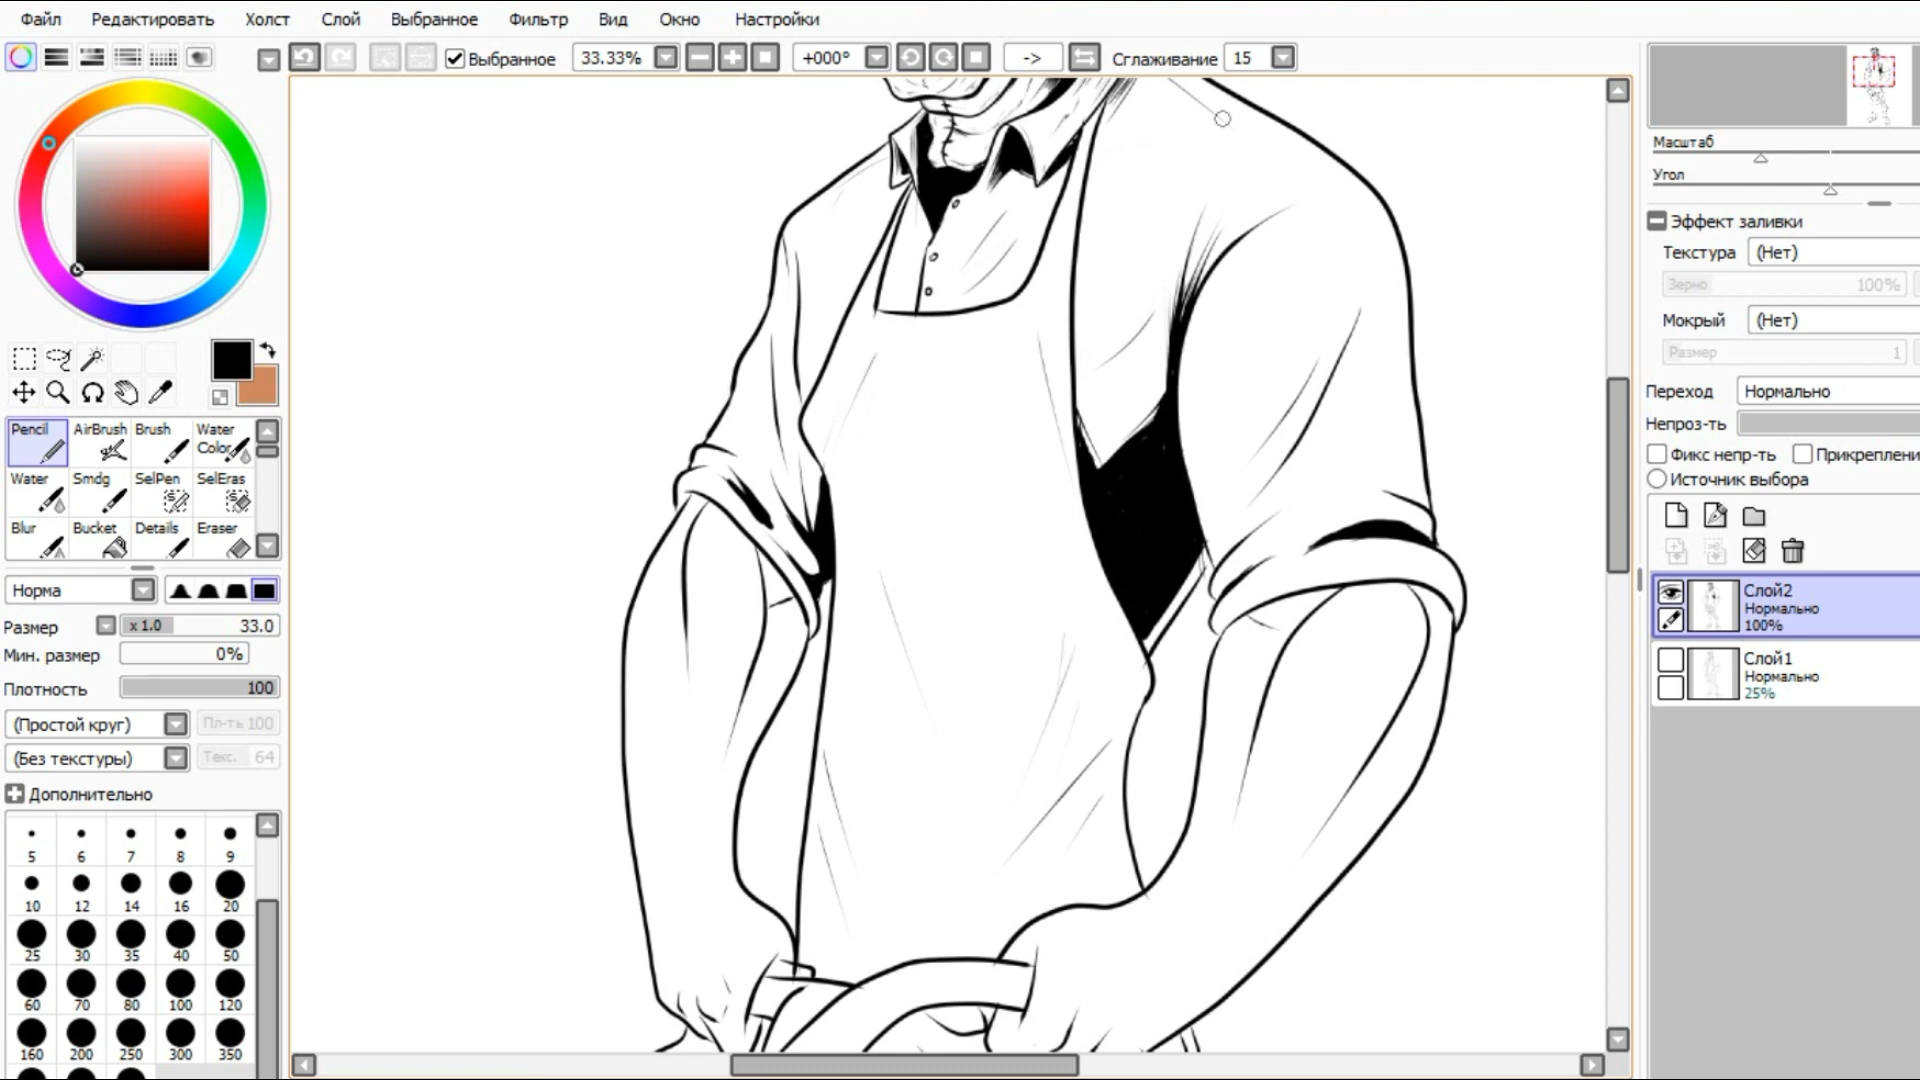 Файл Редактировать Холст Слой Выбранное Фильтр Вид Окно Настройки
Выбранное 33.33% +000° -> Сглаживание 15
Масштаб
Угол
Эффект заливки
Текстура (Нет)
Зерно 100%
Мокрый (Нет)
Размер 1
Переход Нормально
Непроз-ть
Фикс непр-ть Прикреплени
Источник выбора
Слой2
Нормально
100%
Слой1
Нормально
25%
Pencil AirBrush Brush Water Color
Water Smdg SelPen SelEras
Blur Bucket Details Eraser
Норма
Размер x 1.0 33.0
Мин. размер 0%
Плотность 100
(Простой круг) Пл-ть 100
(Без текстуры) Текс. 64
Дополнительно
5 6 7 8 9
10 12 14 16 20
25 30 35 40 50
60 70 80 100 120
160 200 250 300 350